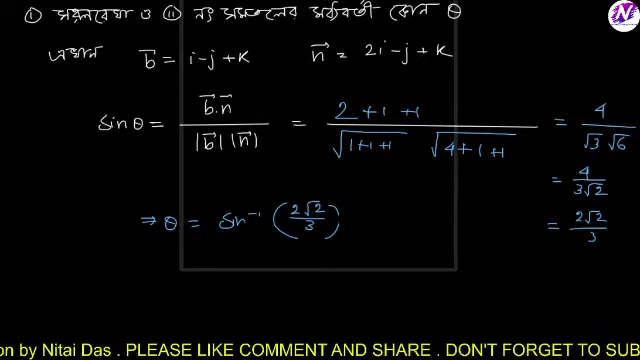 ① সরলরেখা ও ⑪ নং সমতলের মধ্যবর্তী কোন θ
এখান b⃗ = i-j+k n⃗ = 2i-j+k
sinθ = b⃗.n⃗ / |b⃗| |n⃗| = 2+1+1 / √1+1+1 √4+1+1 = 4 / √3 √6
= 4 / 3√2
⇒ θ = sin⁻¹ (2√2 / 3) = 2√2 / 3
on by Nitai Das . PLEASE LIKE COMMENT AND SHARE . DON'T FORGET TO SUB